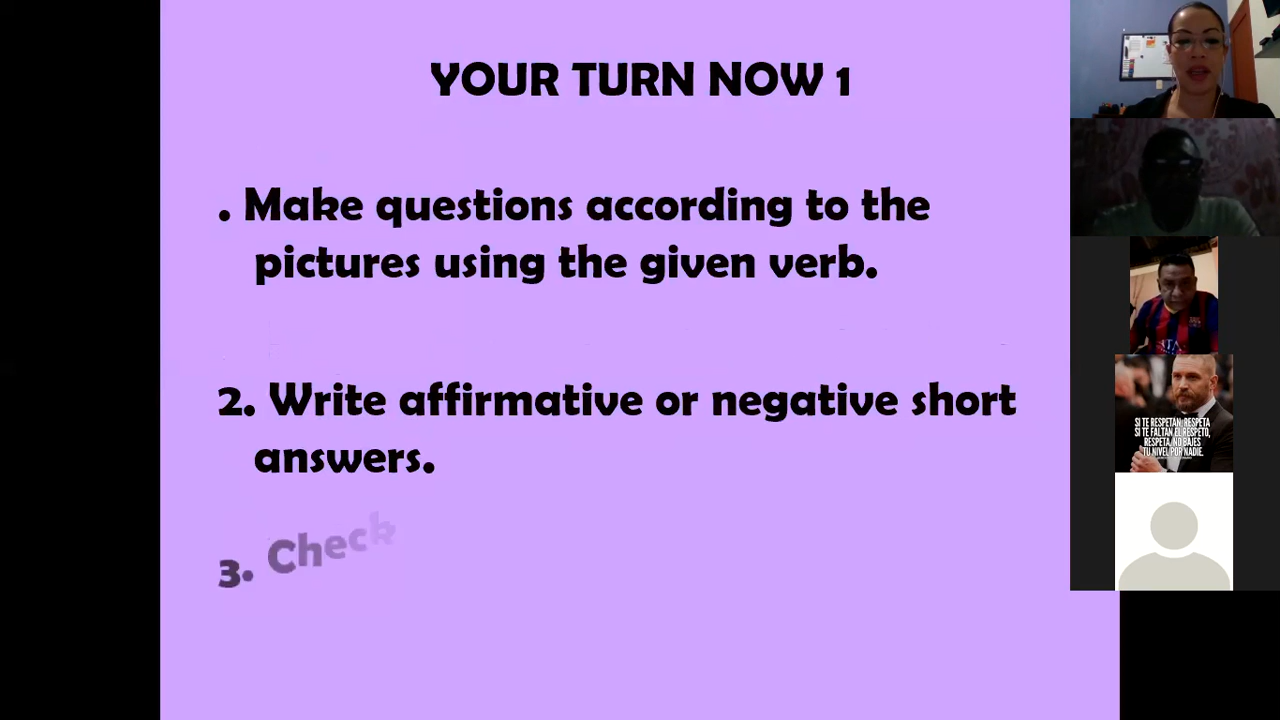 YOUR TURN NOW 1
. Make questions according to the
pictures using the given verb.
2. Write affirmative or negative short
answers.
3. Check
SI TE RESPETAN, RESPETA
SI TE FALTAN EL RESPETO,
RESPETA, NO BAJES
TU NIVEL POR NADIE.